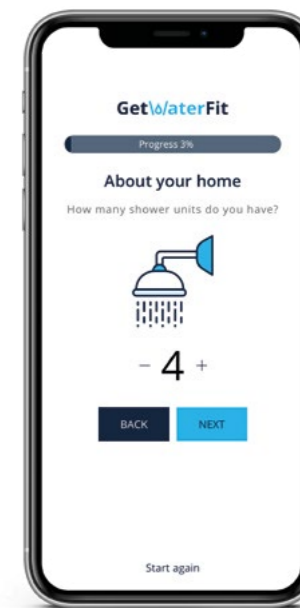 GetWaterFit
Progress 3%
About your home
How many shower units do you have?
− 4 +
BACK NEXT
Start again